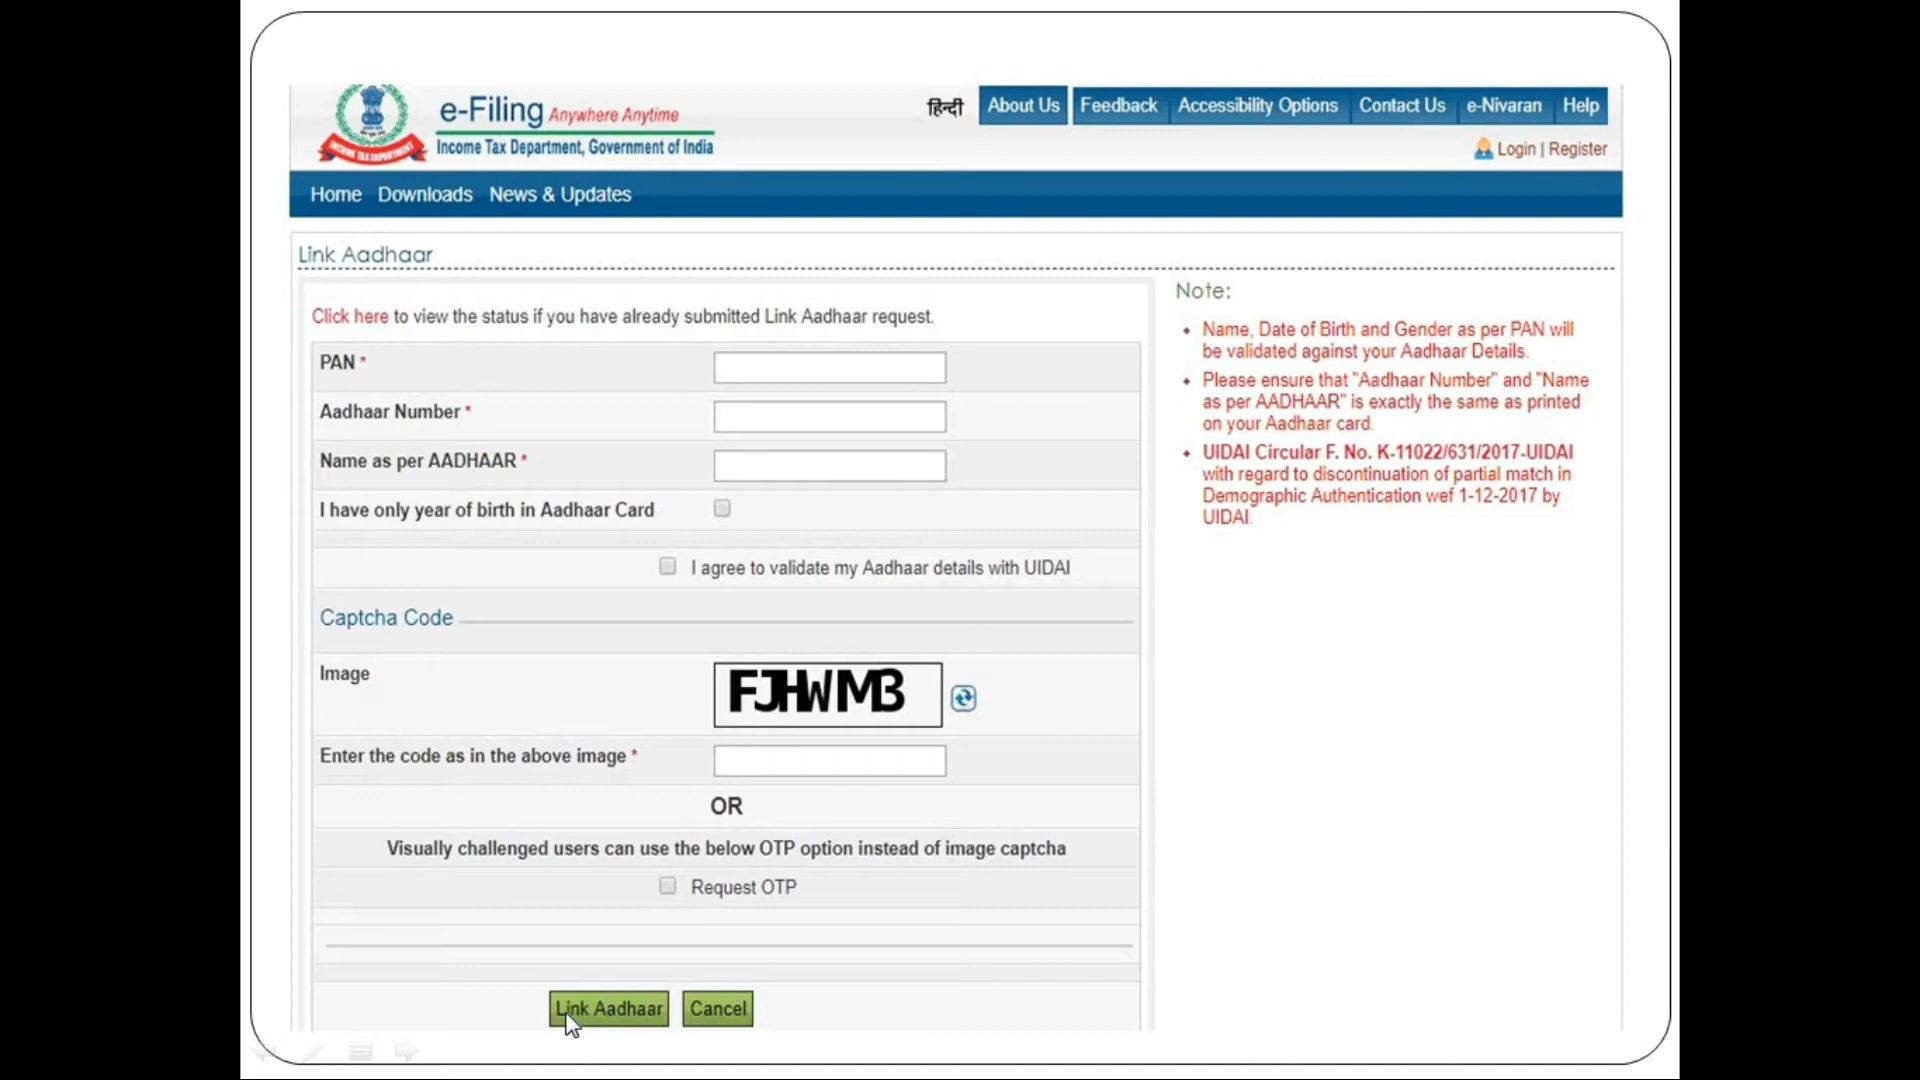 e-Filing Anywhere Anytime
Income Tax Department, Government of India
INCOME TAX DEPARTMENT
हिन्दी About Us Feedback Accessibility Options Contact Us e-Nivaran Help
Login | Register
Home Downloads News & Updates
Link Aadhaar
Click here to view the status if you have already submitted Link Aadhaar request.
PAN *
Aadhaar Number *
Name as per AADHAAR *
I have only year of birth in Aadhaar Card
I agree to validate my Aadhaar details with UIDAI
Captcha Code
Image
FJHWMB
Enter the code as in the above image *
OR
Visually challenged users can use the below OTP option instead of image captcha
Request OTP
Link Aadhaar Cancel
Note:
Name, Date of Birth and Gender as per PAN will
be validated against your Aadhaar Details.
Please ensure that "Aadhaar Number" and "Name
as per AADHAAR" is exactly the same as printed
on your Aadhaar card.
UIDAI Circular F. No. K-11022/631/2017-UIDAI
with regard to discontinuation of partial match in
Demographic Authentication wef 1-12-2017 by
UIDAI.